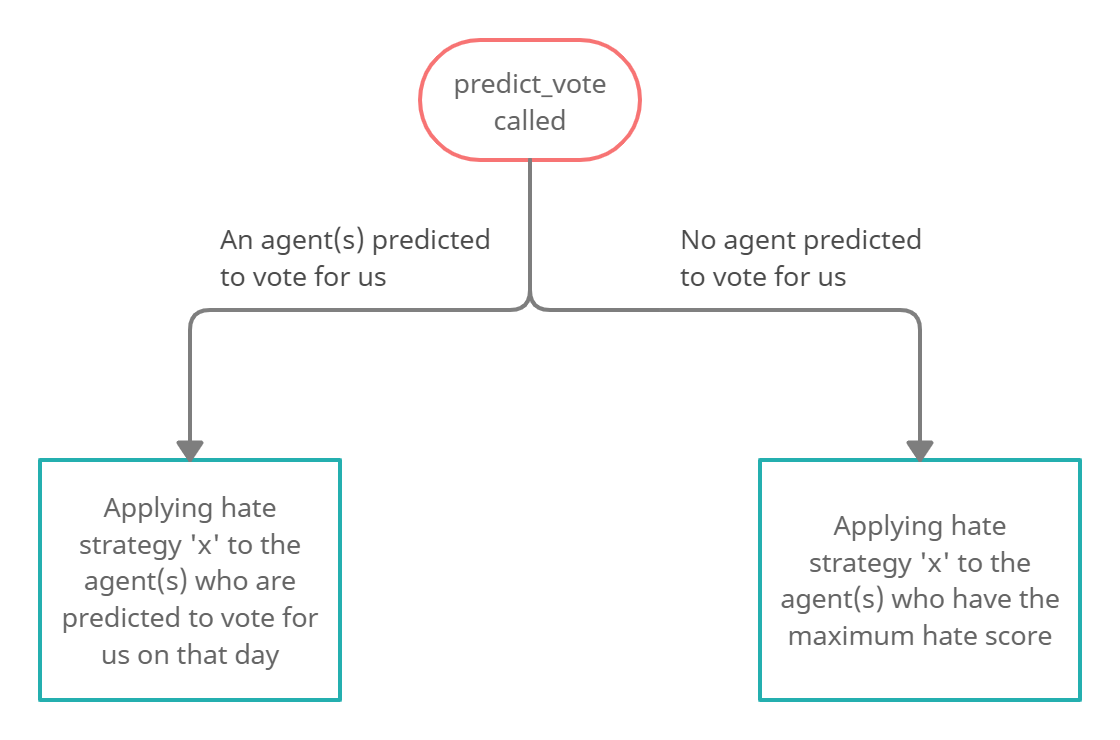 predict_vote
called
An agent(s) predicted
to vote for us
No agent predicted
to vote for us
Applying hate
strategy 'x' to the
agent(s) who are
predicted to vote for
us on that day
Applying hate
strategy 'x' to the
agent(s) who have the
maximum hate score